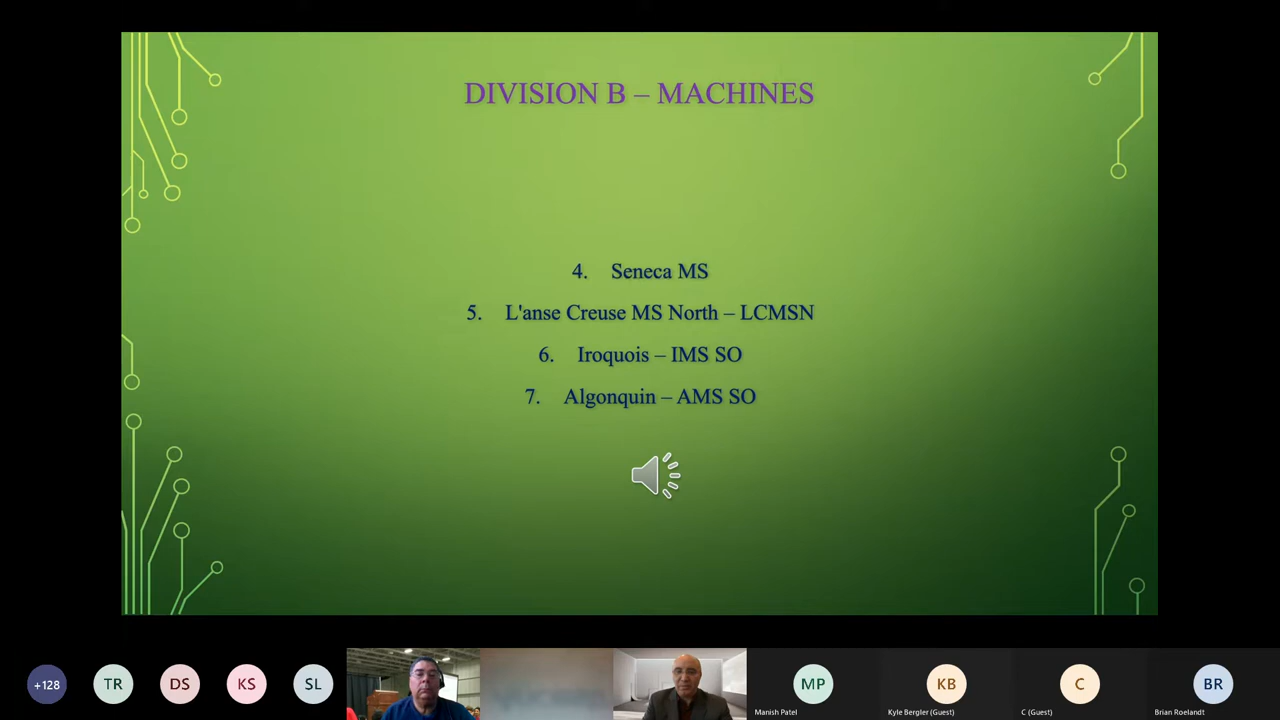 DIVISION B – MACHINES
4. Seneca MS
5. L'anse Creuse MS North – LCMSN
6. Iroquois – IMS SO
7. Algonquin – AMS SO
+128
TR
DS
KS
SL
MP
KB
C
BR
Manish Patel
Kyle Bergler (Guest)
C (Guest)
Brian Roelandt